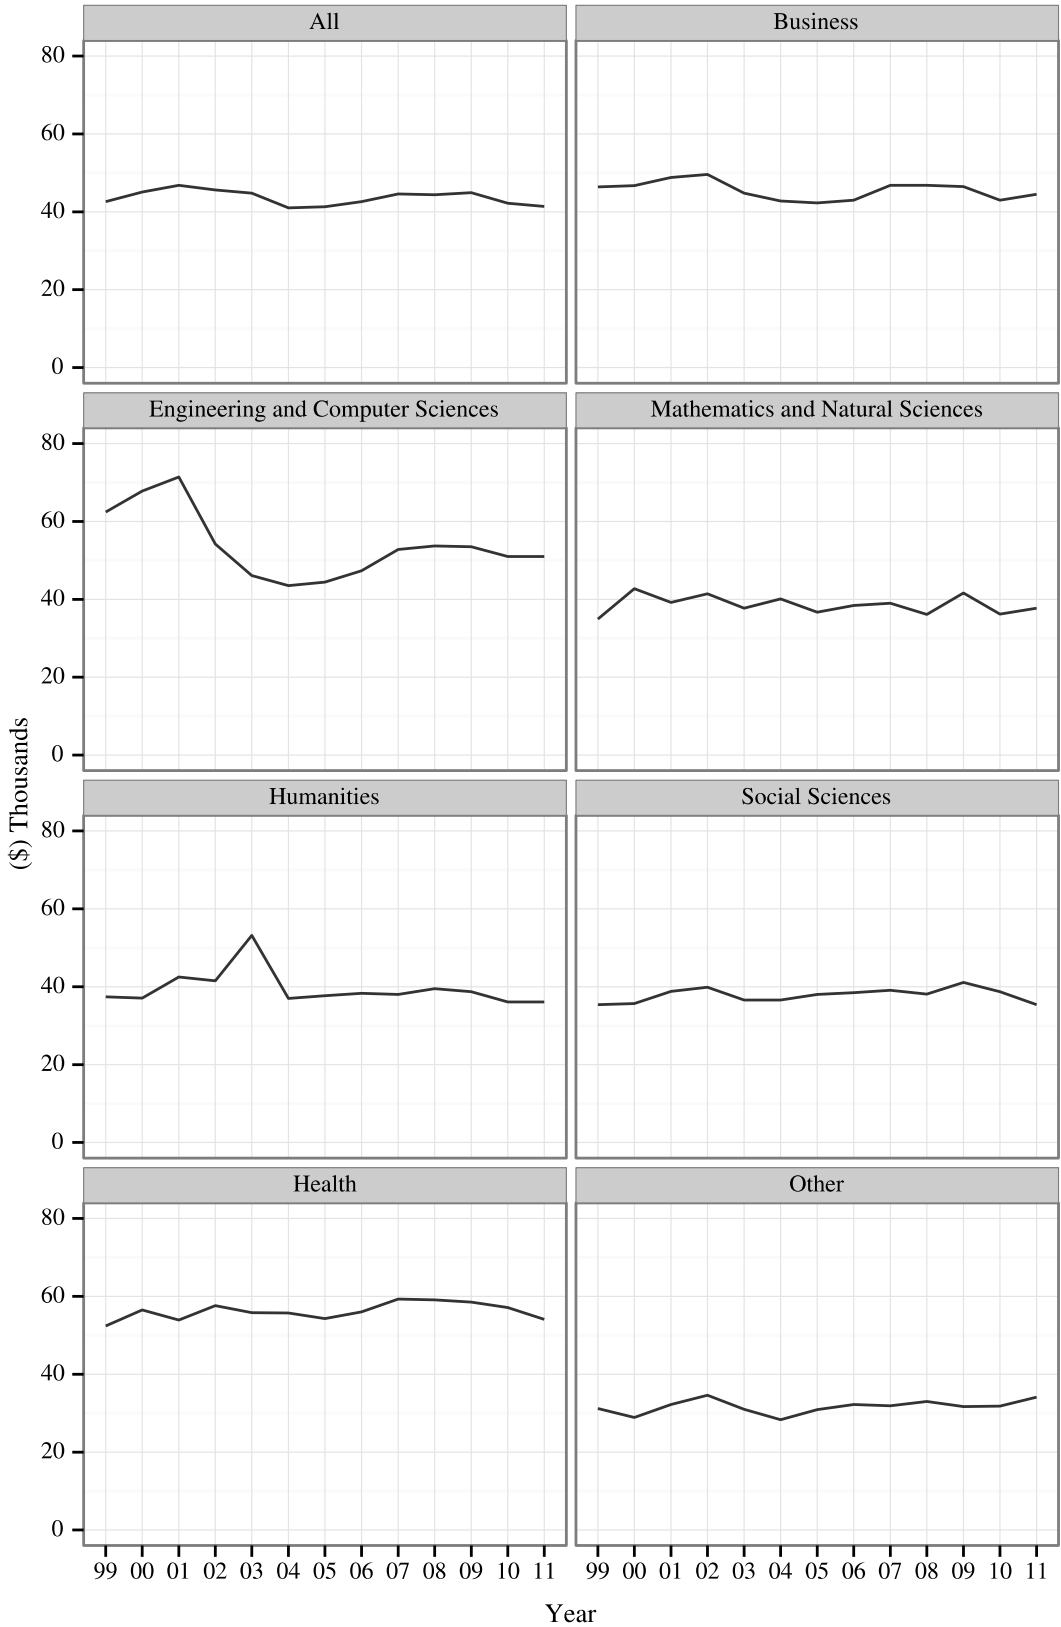 All
Business
80
60
40
20
0
Engineering and Computer Sciences
Mathematics and Natural Sciences
80
60
40
20
0
($) Thousands
Humanities
Social Sciences
80
60
40
20
0
Health
Other
80
60
40
20
0
99 00 01 02 03 04 05 06 07 08 09 10 11
99 00 01 02 03 04 05 06 07 08 09 10 11
Year